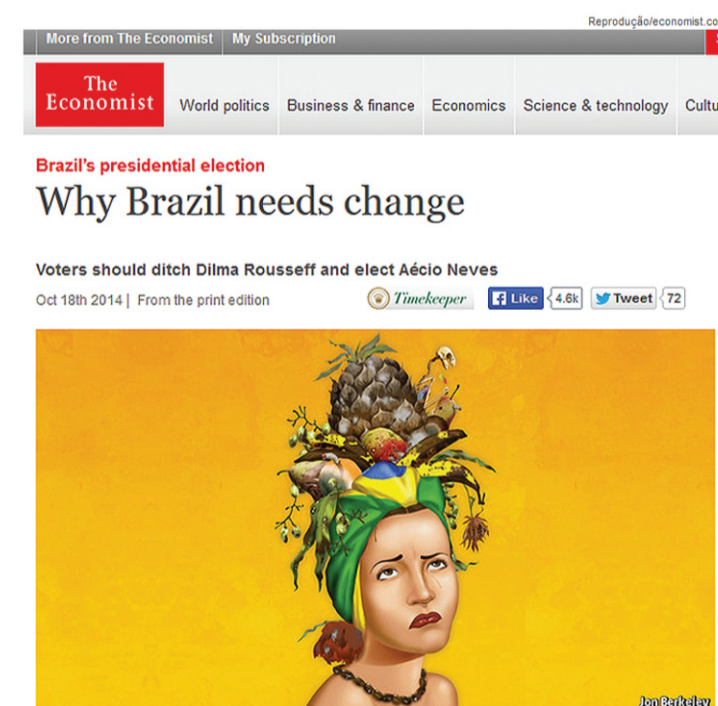 Reprodução/economist.co
More from The Economist My Subscription
The
Economist
World politics Business & finance Economics Science & technology Cultu
Brazil's presidential election
Why Brazil needs change
Voters should ditch Dilma Rousseff and elect Aécio Neves
Oct 18th 2014 | From the print edition Timekeeper Like 4.6k Tweet 72
Jon Berkeley